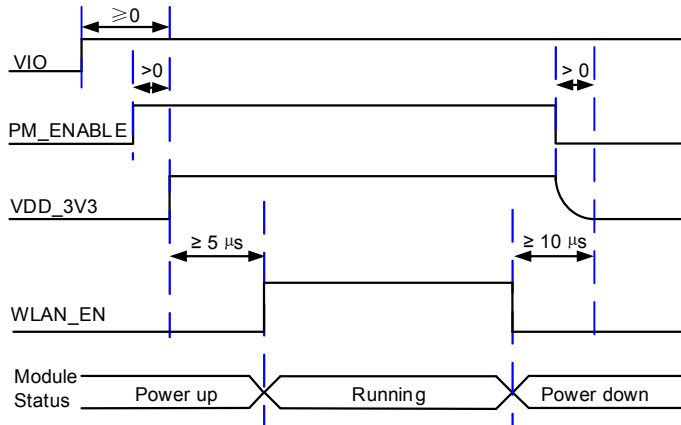 ≥0
VIO
>0
> 0
PM_ENABLE
VDD_3V3
≥ 5 μs
≥ 10 μs
WLAN_EN
Module
Status
Power up
Running
Power down